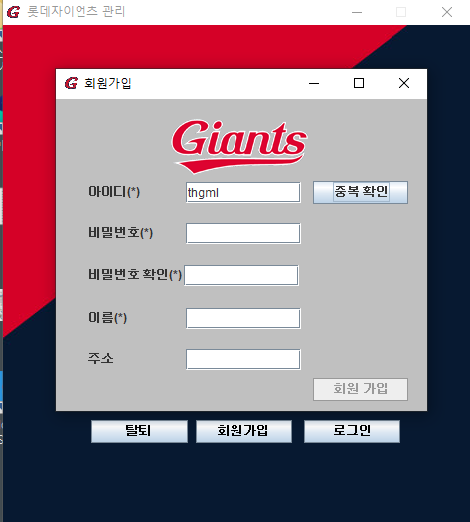 롯데자이언츠 관리
회원가입
Giants
아이디(*)
thgml
중복 확인
비밀번호(*)
비밀번호 확인(*)
이름(*)
주소
회원 가입
탈퇴
회원가입
로그인